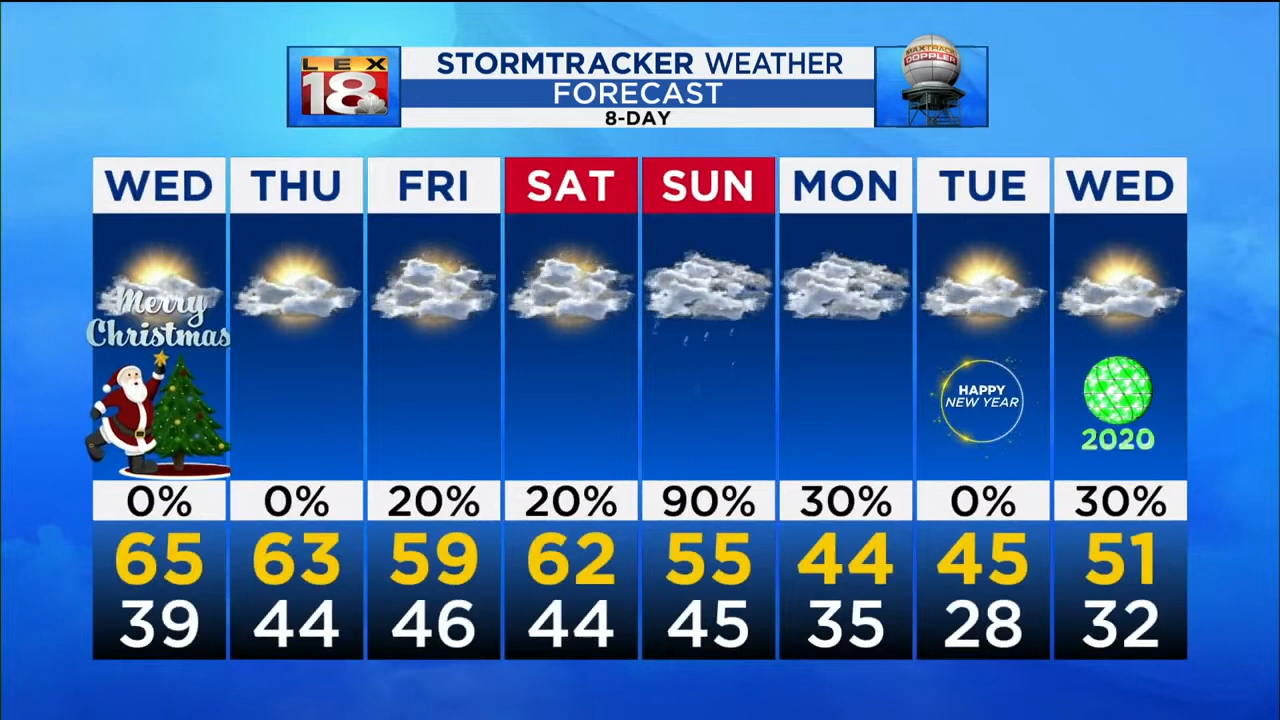 LEX
18
STORMTRACKER WEATHER
FORECAST
8-DAY
MAXTRACK
DOPPLER
WED THU FRI SAT SUN MON TUE WED
Merry
Christmas
HAPPY
NEW YEAR
2020
0% 0% 20% 20% 90% 30% 0% 30%
65 63 59 62 55 44 45 51
39 44 46 44 45 35 28 32